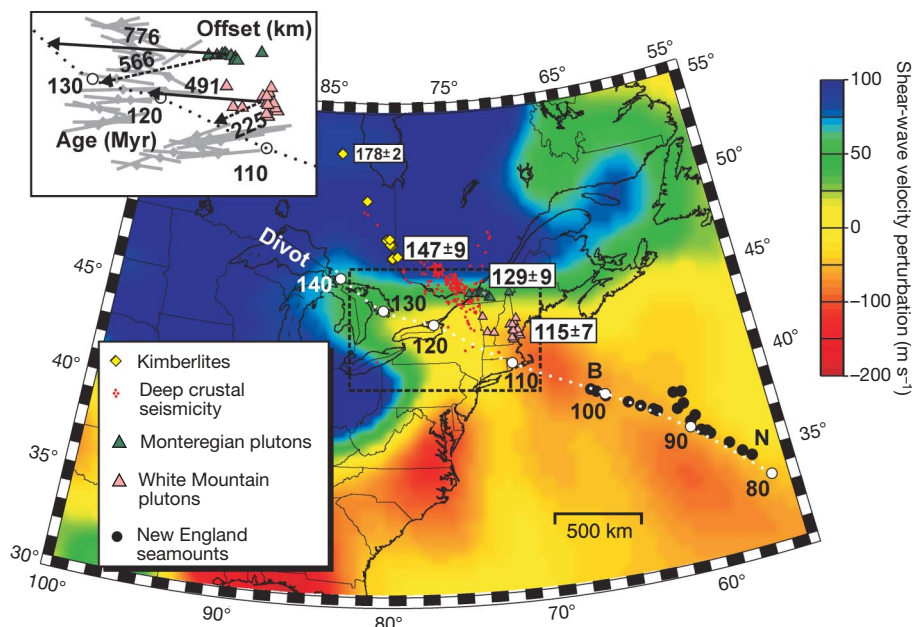 Offset (km)
776
566
491
130
120
225
Age (Myr)
110
85°
75°
65°
55°
55°
50°
45°
40°
35°
178±2
147±9
129±9
115±7
Divot
140
130
120
110
B
100
90
N
80
45°
40°
35°
30°
100°
90°
80°
70°
60°
500 km
Kimberlites
Deep crustal
seismicity
Monteregian plutons
White Mountain
plutons
New England
seamounts
Shear-wave velocity perturbation (m s⁻¹)
100
50
0
−100
−200